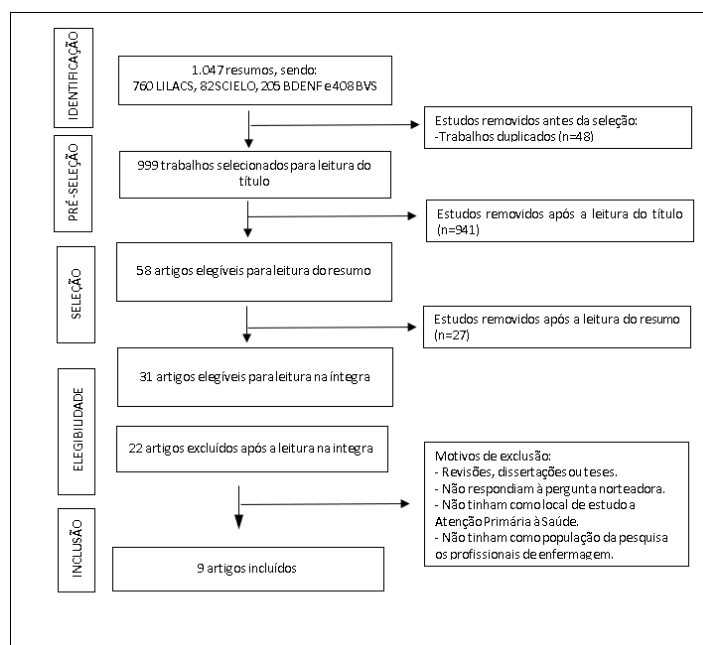 IDENTIFICAÇÃO
1.047 resumos, sendo:
760 LILACS, 82SCIELO, 205 BDENF e 408 BVS
Estudos removidos antes da seleção:
-Trabalhos duplicados (n=48)
PRÉ-SELEÇÃO
999 trabalhos selecionados para leitura do
título
Estudos removidos após a leitura do título
(n=941)
SELEÇÃO
58 artigos elegíveis para leitura do resumo
Estudos removidos após a leitura do resumo
(n=27)
ELEGIBILIDADE
31 artigos elegíveis para leitura na íntegra
22 artigos excluídos após a leitura na integra
Motivos de exclusão:
- Revisões, dissertações ou teses.
- Não respondiam à pergunta norteadora.
- Não tinham como local de estudo a
Atenção Primária à Saúde.
- Não tinham como população da pesquisa
os profissionais de enfermagem.
INCLUSÃO
9 artigos incluídos